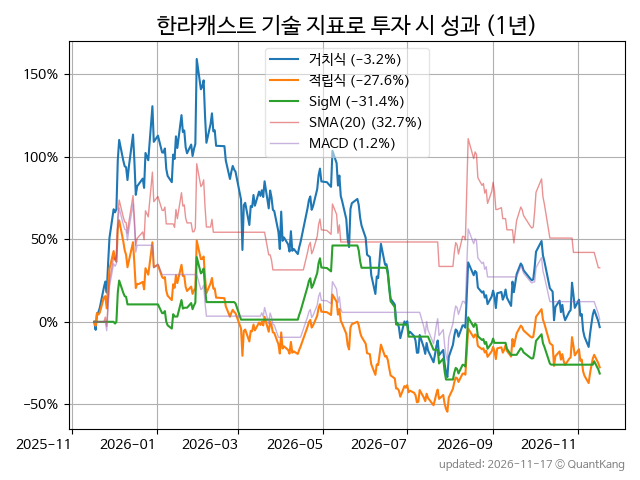 한라캐스트 기술 지표로 투자 시 성과 (1년)
거치식 (−3.2%)
적립식 (−27.6%)
SigM (−31.4%)
SMA(20) (32.7%)
MACD (1.2%)
150%
100%
50%
0%
−50%
2025-11 2026-01 2026-03 2026-05 2026-07 2026-09 2026-11
updated: 2026-11-17 © QuantKang